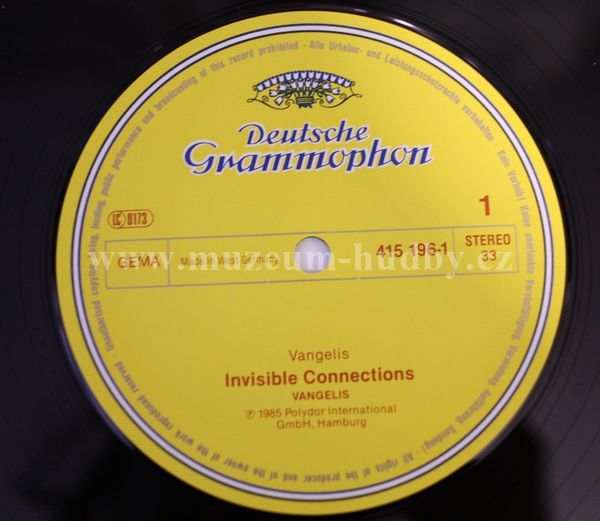 Deutsche
Grammophon
1
LC 0173
GEMA
Made in West Germany
415 196-1
STEREO
33
www.muzeum-hudby.cz
Vangelis
Invisible Connections
VANGELIS
℗ 1985 Polydor International
GmbH, Hamburg
All rights of the producer and of the owner of the work reproduced reserved - Unauthorised copying, hiring, lending, public performance and broadcasting of this record prohibited - Alle Urheber- und Leistungsschutzrechte vorbehalten - Kein Verleih! Keine unerlaubte Vervielfältigung, Vermietung, Aufführung, Sendung!